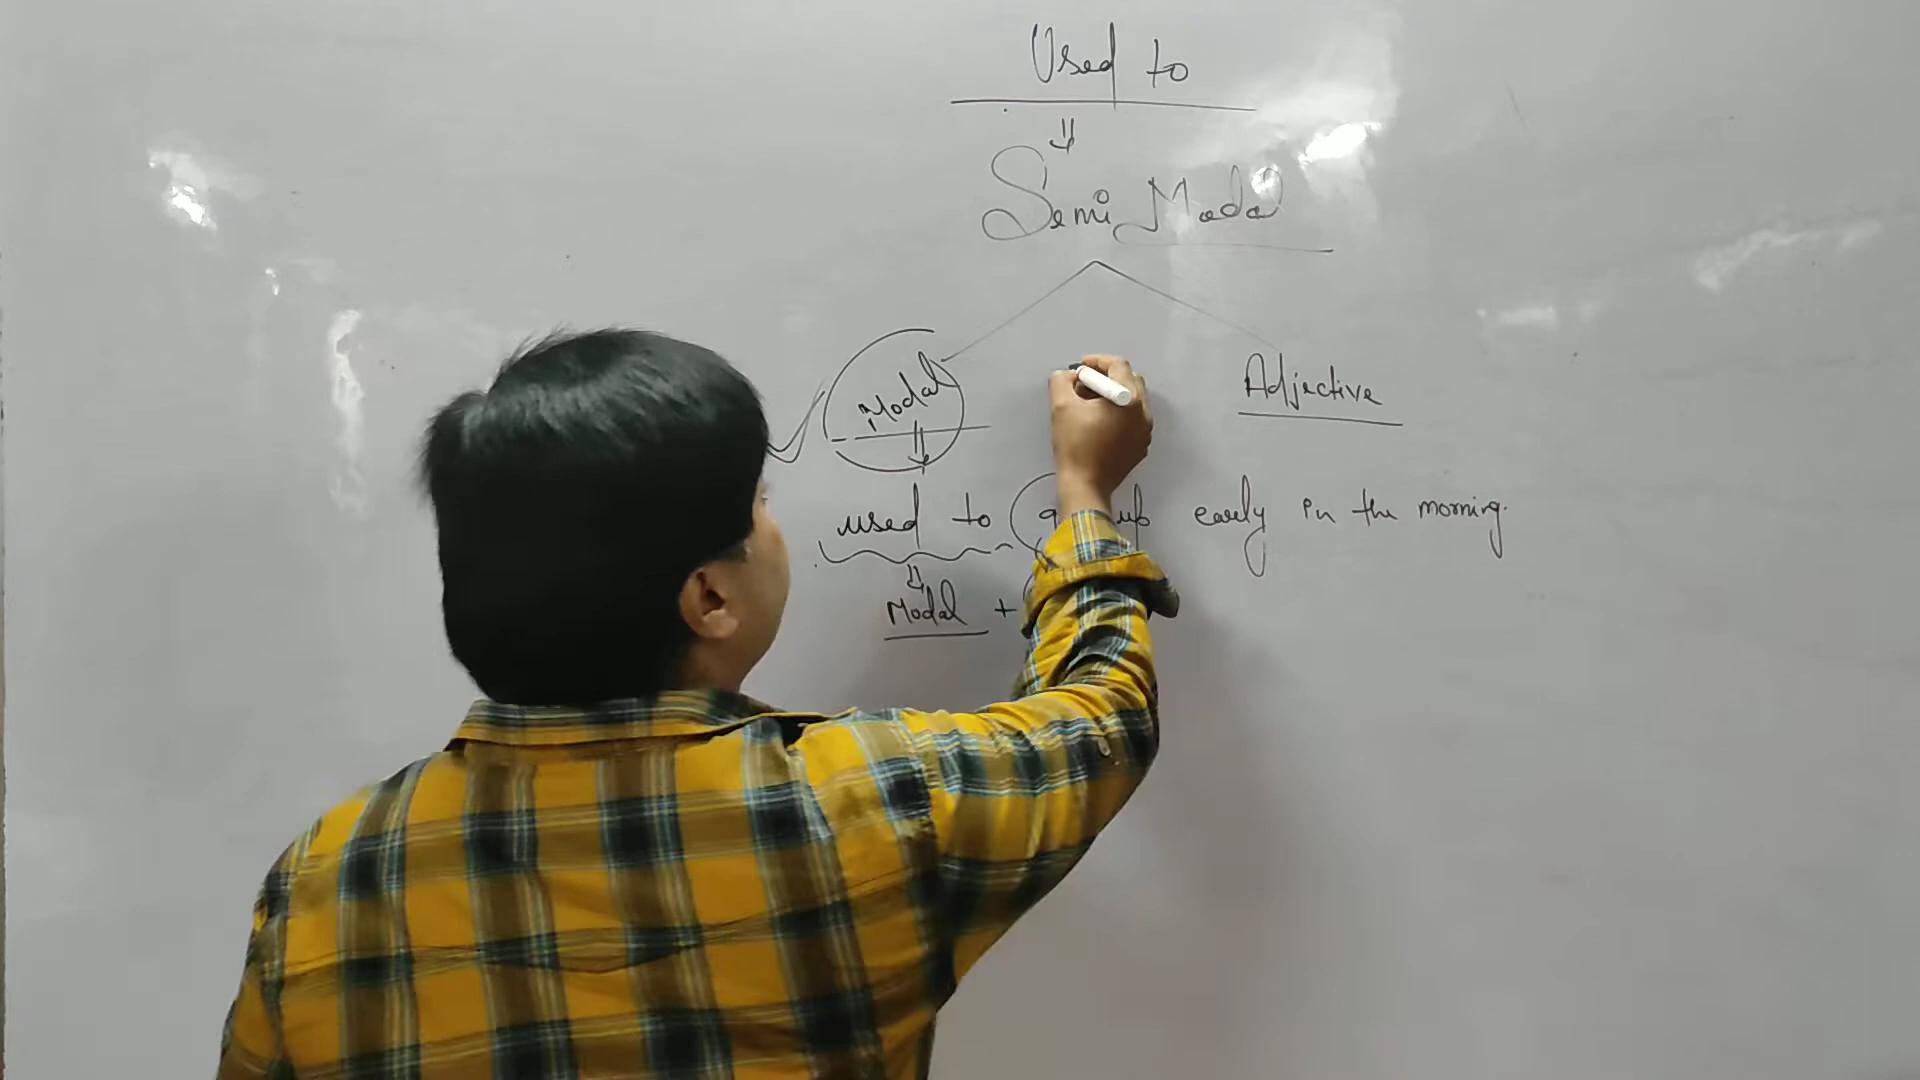 Used to
Semi Modal
Modal Adjective
used to up early in the morning.
Modal +